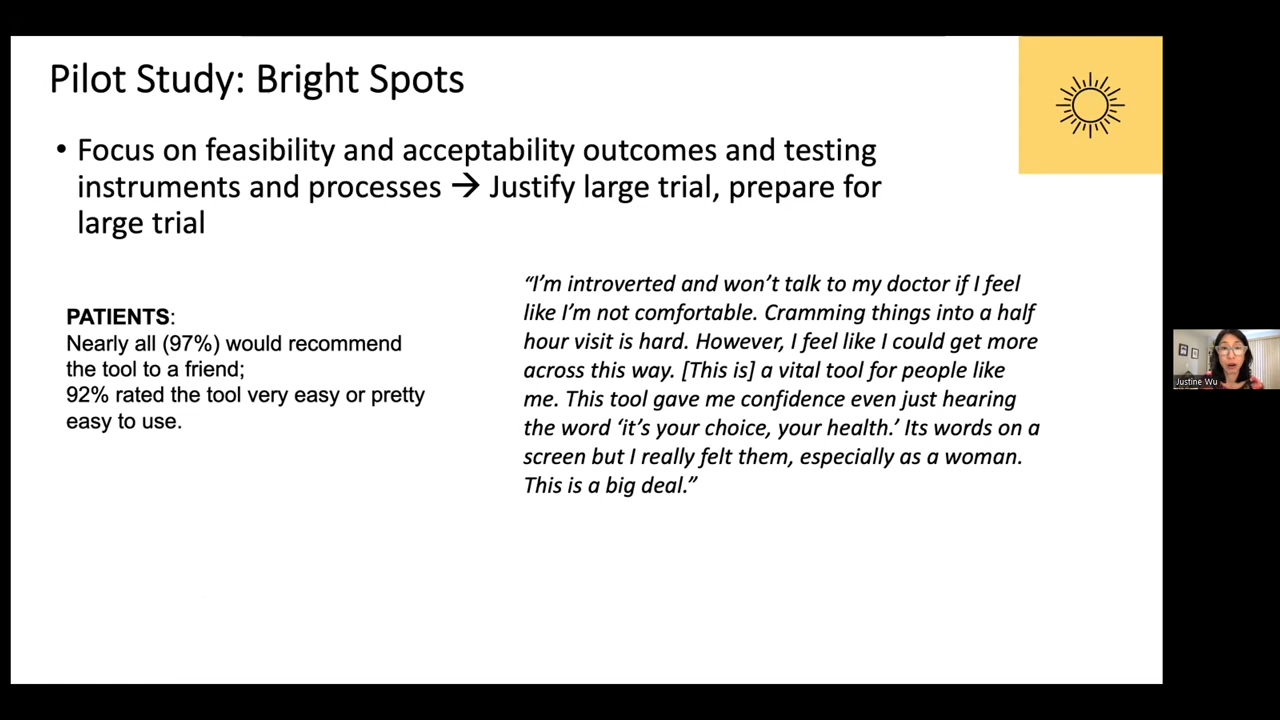 Pilot Study: Bright Spots
• Focus on feasibility and acceptability outcomes and testing
instruments and processes → Justify large trial, prepare for
large trial
PATIENTS:
Nearly all (97%) would recommend
the tool to a friend;
92% rated the tool very easy or pretty
easy to use.
“I’m introverted and won’t talk to my doctor if I feel
like I’m not comfortable. Cramming things into a half
hour visit is hard. However, I feel like I could get more
across this way. [This is] a vital tool for people like
me. This tool gave me confidence even just hearing
the word ‘it’s your choice, your health.’ Its words on a
screen but I really felt them, especially as a woman.
This is a big deal.”
Justine Wu